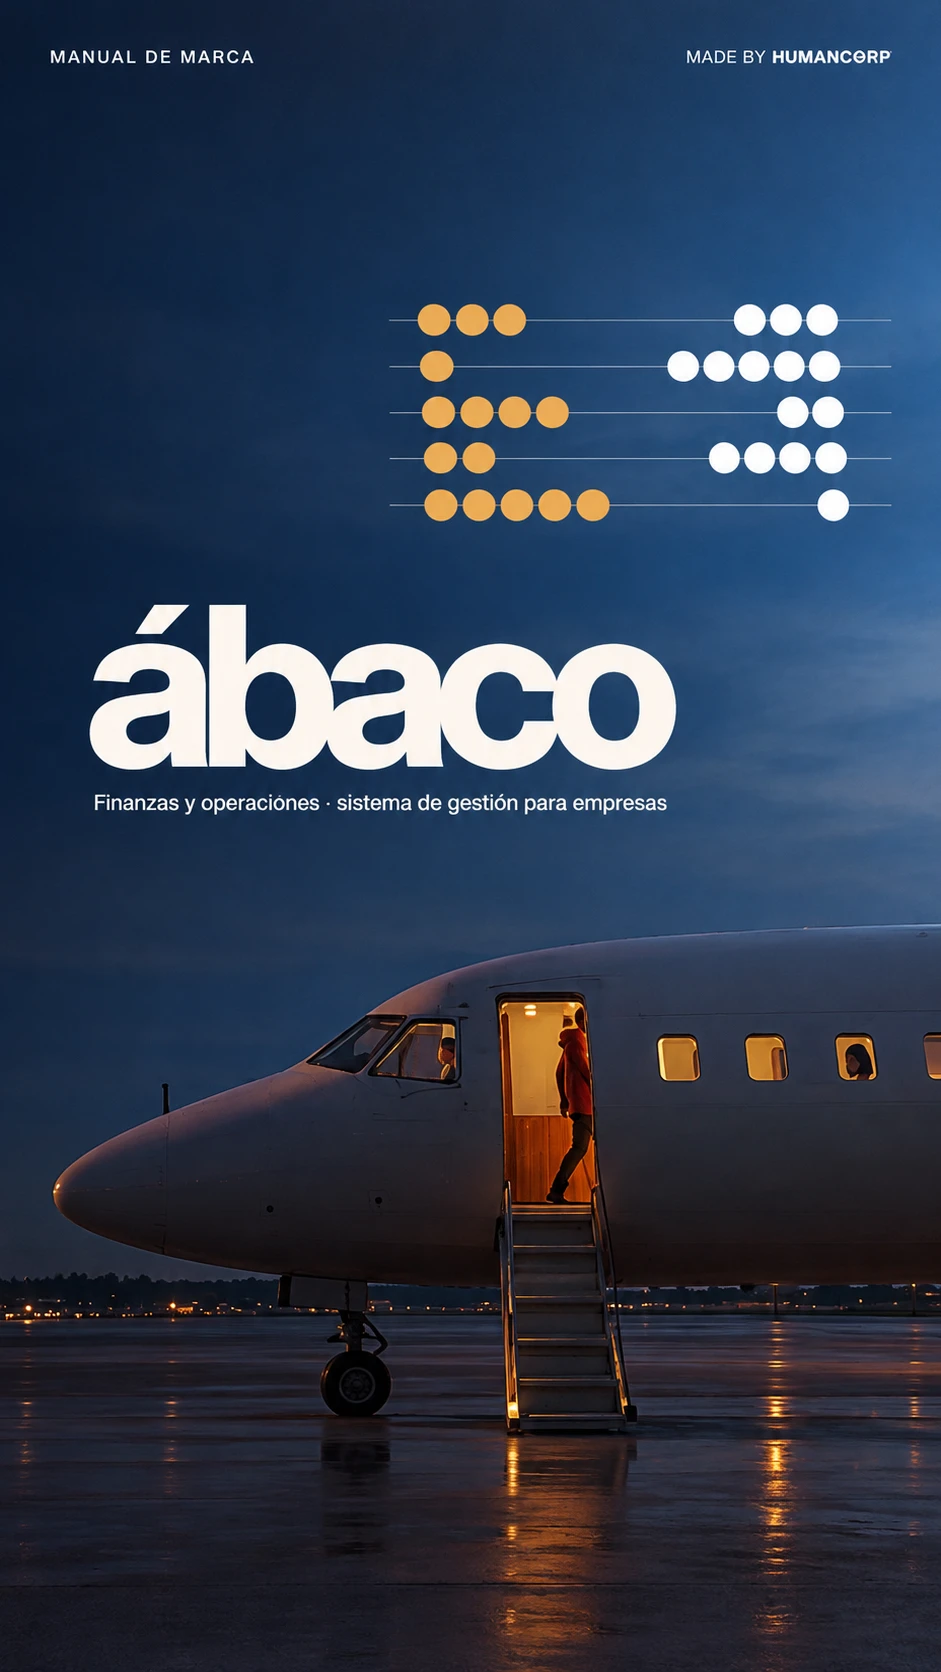 MANUAL DE MARCA
MADE BY HUMANCORP
ábaco
Finanzas y operaciónes · sistema de gestión para empresas